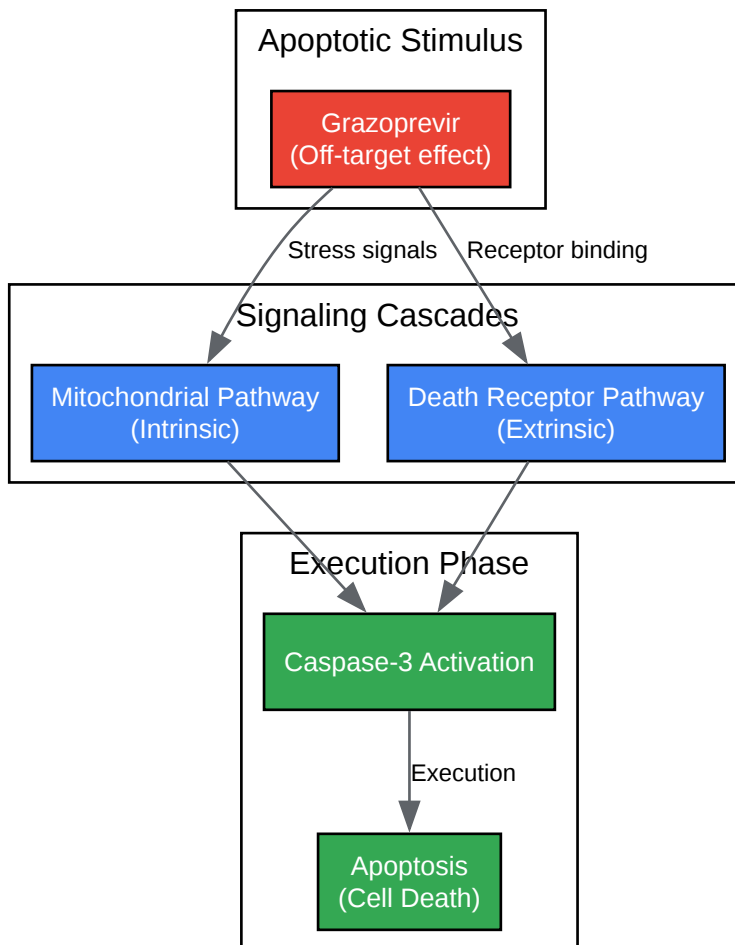 Apoptotic Stimulus
Grazoprevir
(Off-target effect)
Stress signals
Receptor binding
Signaling Cascades
Mitochondrial Pathway
(Intrinsic)
Death Receptor Pathway
(Extrinsic)
Execution Phase
Caspase-3 Activation
Execution
Apoptosis
(Cell Death)